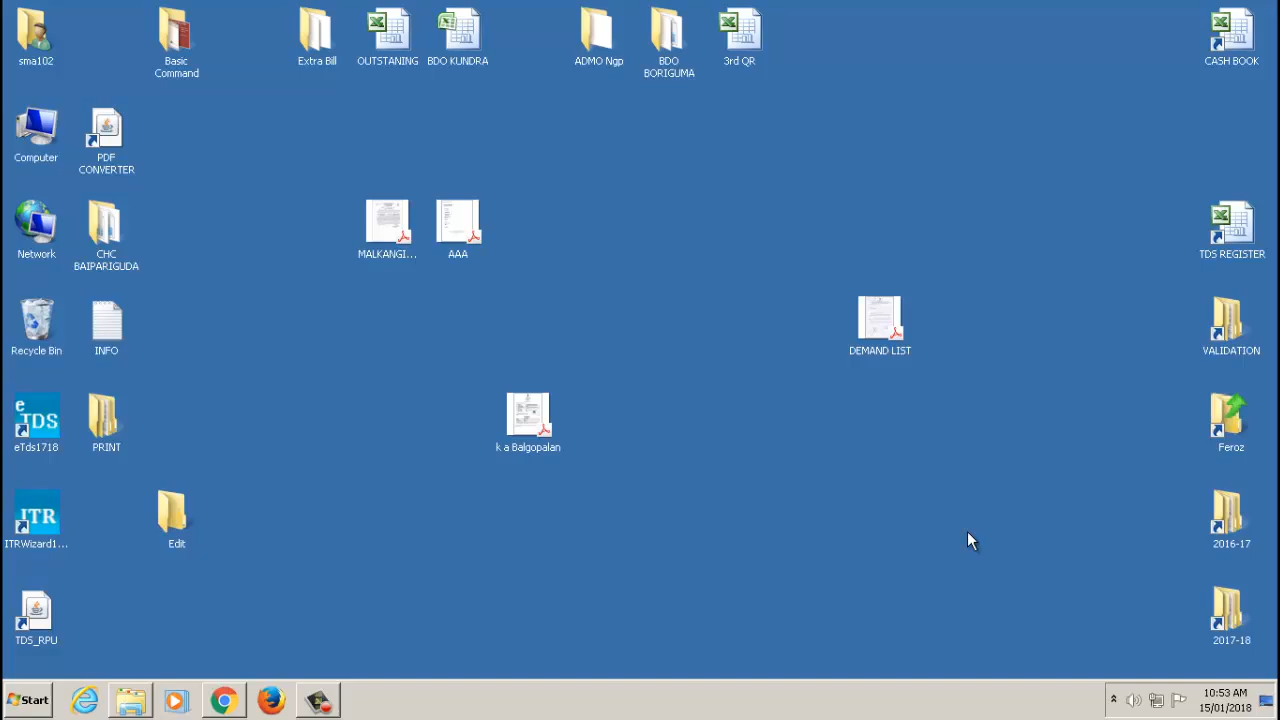 sma102
Basic
Command
Extra Bill
OUTSTANING
BDO KUNDRA
ADMO Ngp
BDO
BORIGUMA
3rd QR
CASH BOOK
Computer
PDF
CONVERTER
Network
CHC
BAIPARIGUDA
MALKANGI...
AAA
TDS REGISTER
Recycle Bin
INFO
DEMAND LIST
VALIDATION
e
TDS
eTds1718
PRINT
k a Balgopalan
Feroz
ITR
ITRWizard1...
Edit
2016-17
TDS_RPU
2017-18
Start
10:53 AM
15/01/2018